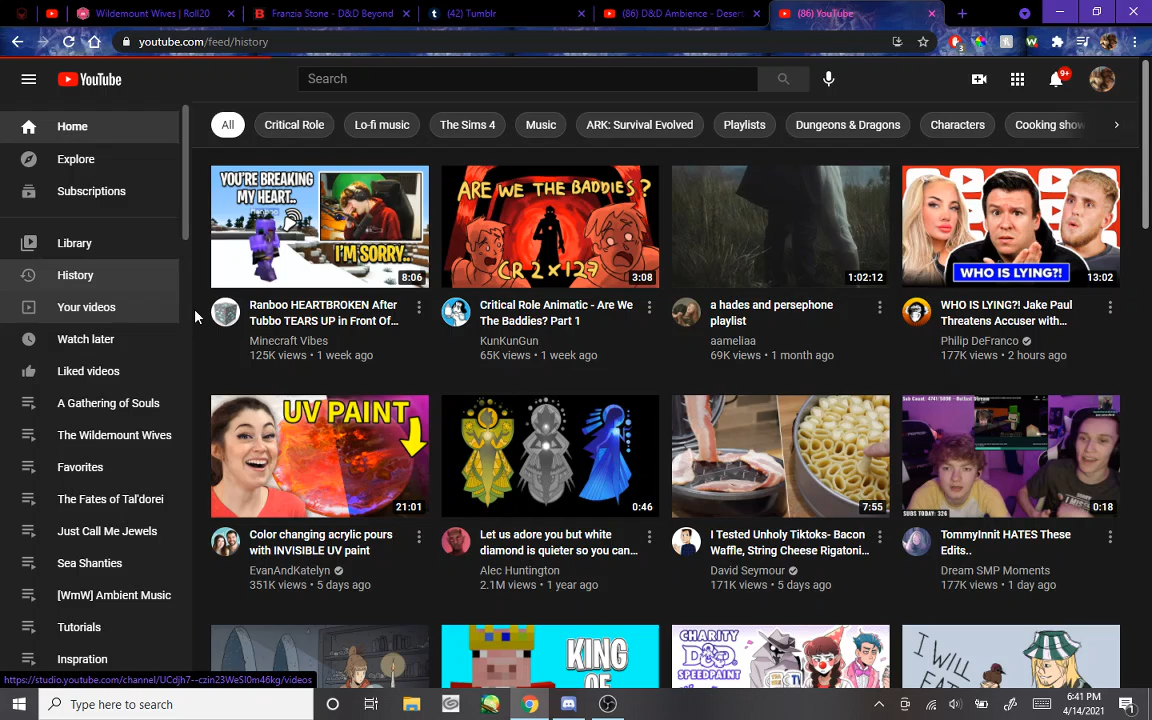 Wildemount Wives | Roll20
Franzia Stone - D&D Beyond
(42) Tumblr
(86) D&D Ambience - Deser
(86) YouTube
youtube.com/feed/history
3
YouTube
Search
9+
Home
Explore
Subscriptions
Library
History
Your videos
Watch later
Liked videos
A Gathering of Souls
The Wildemount Wives
Favorites
The Fates of Tal'dorei
Just Call Me Jewels
Sea Shanties
[WmW] Ambient Music
Tutorials
Inspration
All
Critical Role
Lo-fi music
The Sims 4
Music
ARK: Survival Evolved
Playlists
Dungeons & Dragons
Characters
Cooking show
YOU'RE BREAKING
MY HEART..
I'M SORRY..
8:06
Ranboo HEARTBROKEN After
Tubbo TEARS UP in Front Of...
Minecraft Vibes
125K views • 1 week ago
ARE WE THE BADDIES?
CR2×127
3:08
Critical Role Animatic - Are We
The Baddies? Part 1
KunKunGun
65K views • 1 week ago
1:02:12
a hades and persephone
playlist
aameliaa
69K views • 1 month ago
WHO IS LYING?!
13:02
WHO IS LYING?! Jake Paul
Threatens Accuser with...
Philip DeFranco
177K views • 2 hours ago
UV PAINT
21:01
Color changing acrylic pours
with INVISIBLE UV paint
EvanAndKatelyn
351K views • 5 days ago
0:46
Let us adore you but white
diamond is quieter so you can...
Alec Huntington
2.1M views • 1 year ago
7:55
I Tested Unholy Tiktoks- Bacon
Waffle, String Cheese Rigatoni...
David Seymour
171K views • 5 days ago
SUBS TODAY: 326
0:18
TommyInnit HATES These
Edits..
Dream SMP Moments
177K views • 1 day ago
KING
OF
CHARITY
D&D
SPEEDPAINT
I WILL
EAT
https://studio.youtube.com/channel/UCdjh7--czin23WeSI0m46kg/videos
Type here to search
6:41 PM
4/14/2021
1